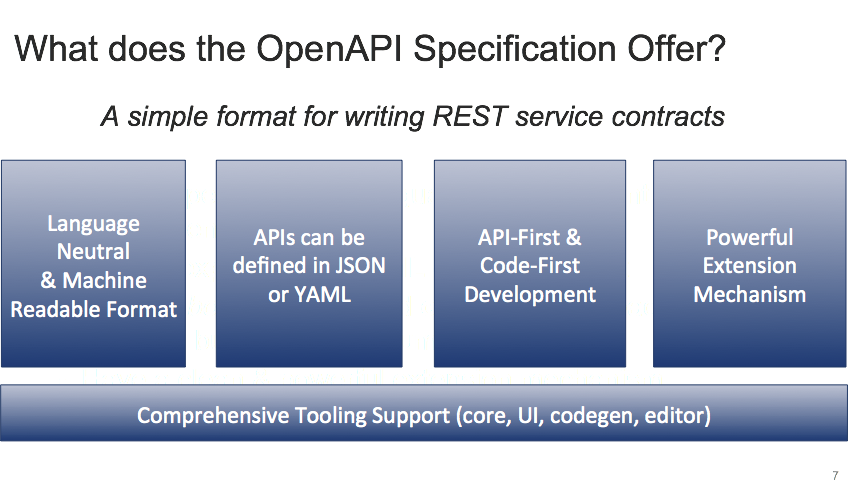 What does the OpenAPI Specification Offer?
A simple format for writing REST service contracts
Language
Neutral
& Machine
Readable Format
APIs can be
defined in JSON
or YAML
API-First &
Code-First
Development
Powerful
Extension
Mechanism
Comprehensive Tooling Support (core, UI, codegen, editor)
7